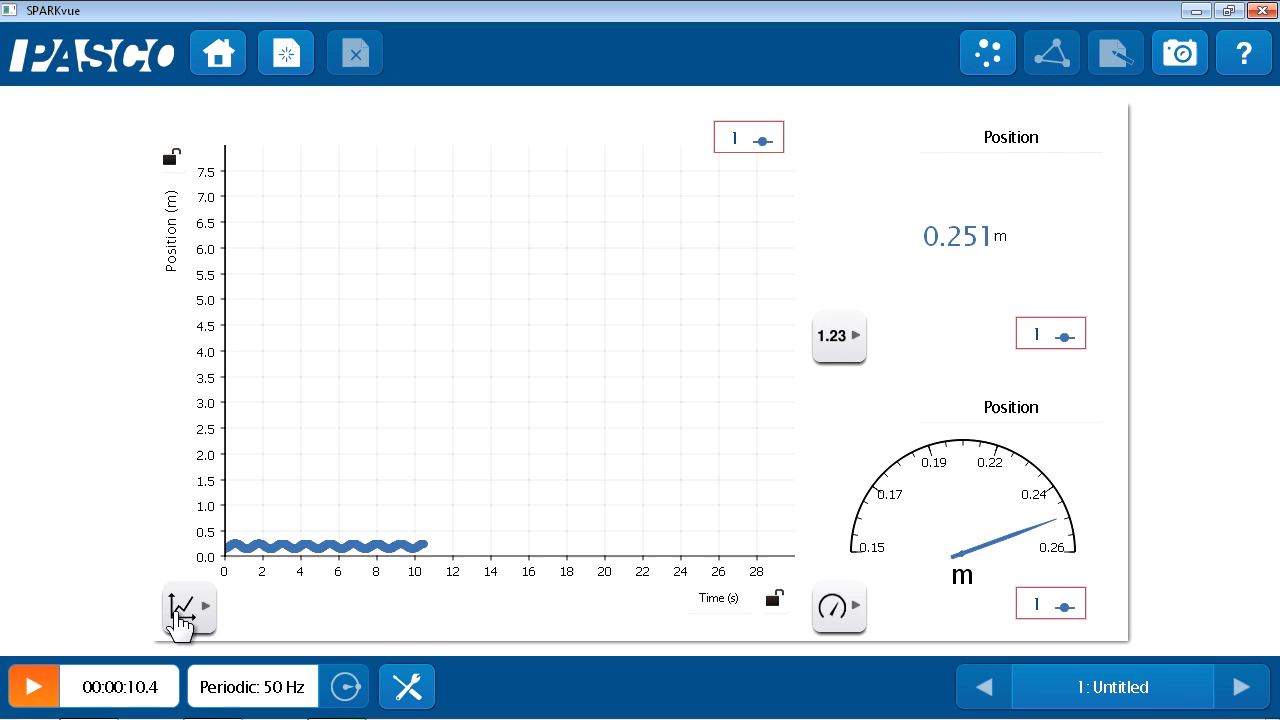 SPARKvue
PASCO
?
1
Position
7.5
7.0
6.5
6.0
5.5
5.0
4.5
4.0
3.5
3.0
2.5
2.0
1.5
1.0
0.5
0.0
Position (m)
0 2 4 6 8 10 12 14 16 18 20 22 24 26 28
Time (s)
0.251m
1.23
1
Position
0.15 0.17 0.19 0.22 0.24 0.26
m
1
00:00:10.4
Periodic: 50 Hz
1: Untitled